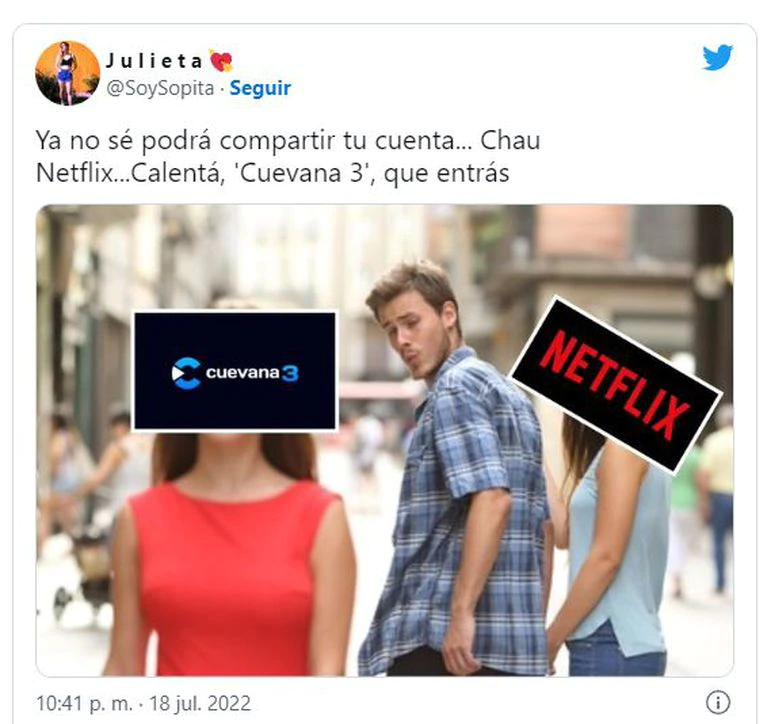 Julieta
@SoySopita · Seguir
Ya no sé podrá compartir tu cuenta... Chau
Netflix...Calentá, 'Cuevana 3', que entrás
cuevana3
NETFLIX
10:41 p. m. · 18 jul. 2022